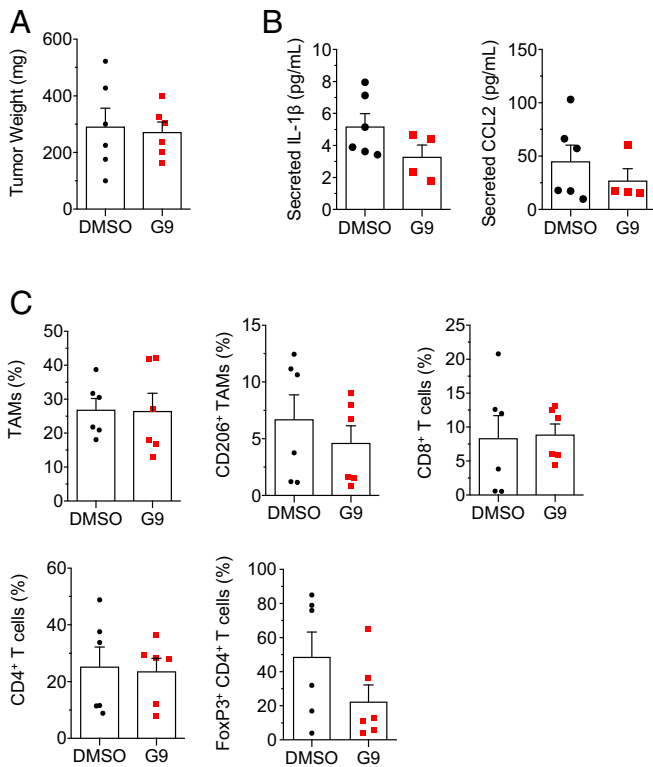 A
Tumor Weight (mg)
600
400
200
0
DMSO
G9
B
Secreted IL-1β (pg/mL)
10
8
6
4
2
0
DMSO
G9
Secreted CCL2 (pg/mL)
150
100
50
0
DMSO
G9
C
TAMs (%)
50
40
30
20
10
0
DMSO
G9
CD206⁺ TAMs (%)
15
10
5
0
DMSO
G9
CD8⁺ T cells (%)
25
20
15
10
5
0
DMSO
G9
CD4⁺ T cells (%)
60
40
20
0
DMSO
G9
FoxP3⁺ CD4⁺ T cells (%)
100
80
60
40
20
0
DMSO
G9